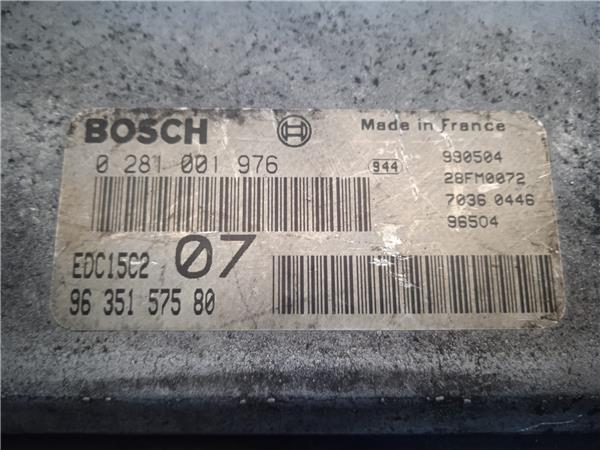 BOSCH
Made in France
0 281 001 976
944
990504
28FM0072
7036 0446
96504
EDC15C2 07
96 351 575 80